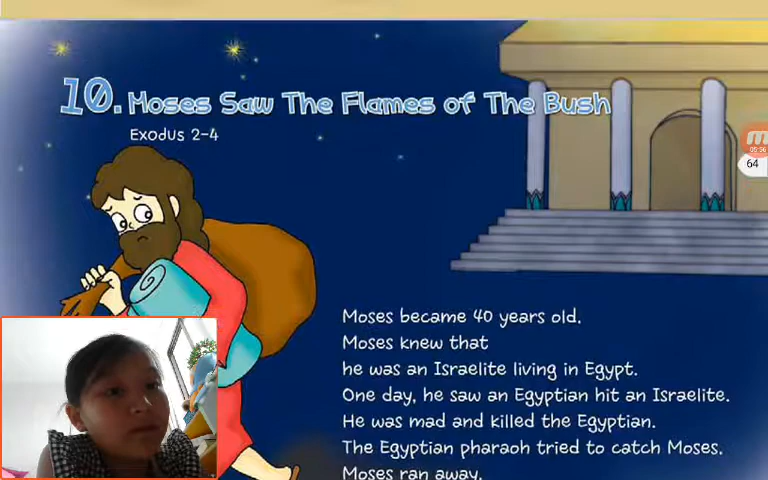 10. Moses Saw The Flames of The Bush
Exodus 2-4
05:56
64
Moses became 40 years old.
Moses knew that
he was an Israelite living in Egypt.
One day, he saw an Egyptian hit an Israelite.
He was mad and killed the Egyptian.
The Egyptian pharaoh tried to catch Moses.
Moses ran away.